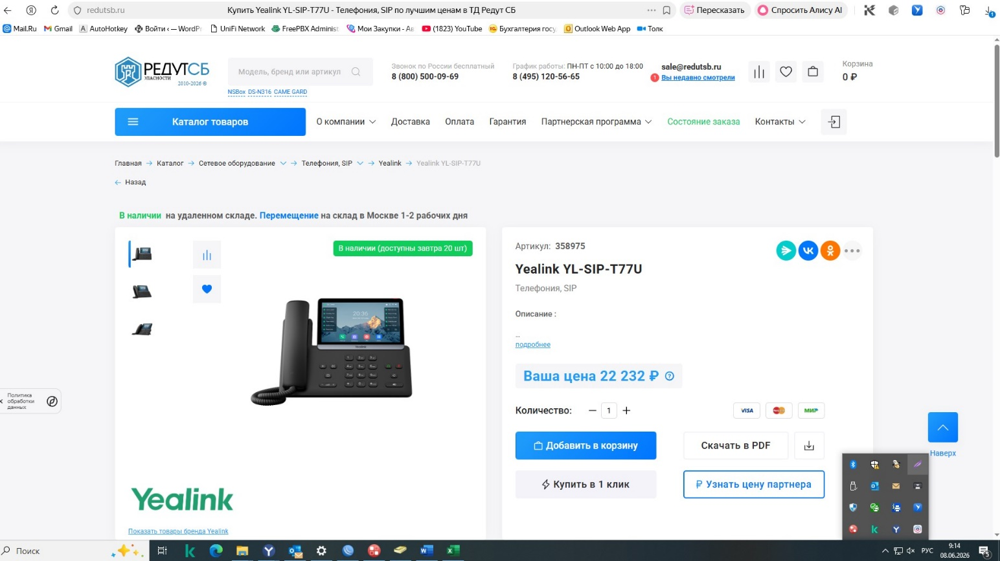 redutsb.ru
Купить Yealink YL-SIP-T77U - Телефония, SIP по лучшим ценам в ТД Редут СБ
Пересказать
Спросить Алису AI
1
Mail.Ru
Gmail
AutoHotkey
Войти ‹ — WordPr
UniFi Network
FreePBX Administ
Мои Закупки - Ав
(1823) YouTube
Бухгалтерия госу
Outlook Web App
Толк
РЕДУТСБ
2010-2026 ©
Модель, бренд или артикул
NSBox DS-N316 CAME GARD
Звонок по России бесплатный
8 (800) 500-09-69
График работы: ПН-ПТ с 10:00 до 18:00
8 (495) 120-56-65
sale@redutsb.ru
1 Вы недавно смотрели
Корзина
0 ₽
Каталог товаров
О компании
Доставка
Оплата
Гарантия
Партнерская программа
Состояние заказа
Контакты
Главная → Каталог → Сетевое оборудование → Телефония, SIP → Yealink → Yealink YL-SIP-T77U
← Назад
В наличии на удаленном складе. Перемещение на склад в Москве 1-2 рабочих дня
В наличии (доступны завтра 20 шт)
20:36
Yealink
Yealink
Показать товары бренда Yealink
Артикул: 358975
Yealink YL-SIP-T77U
Телефония, SIP
Описание :
...
подробнее
Ваша цена 22 232 ₽
Количество: — 1 +
VISA
МИР
Добавить в корзину
Скачать в PDF
Купить в 1 клик
₽ Узнать цену партнера
Наверх
Политика
обработки
данных
Поиск
РУС
9:14
08.06.2026
5